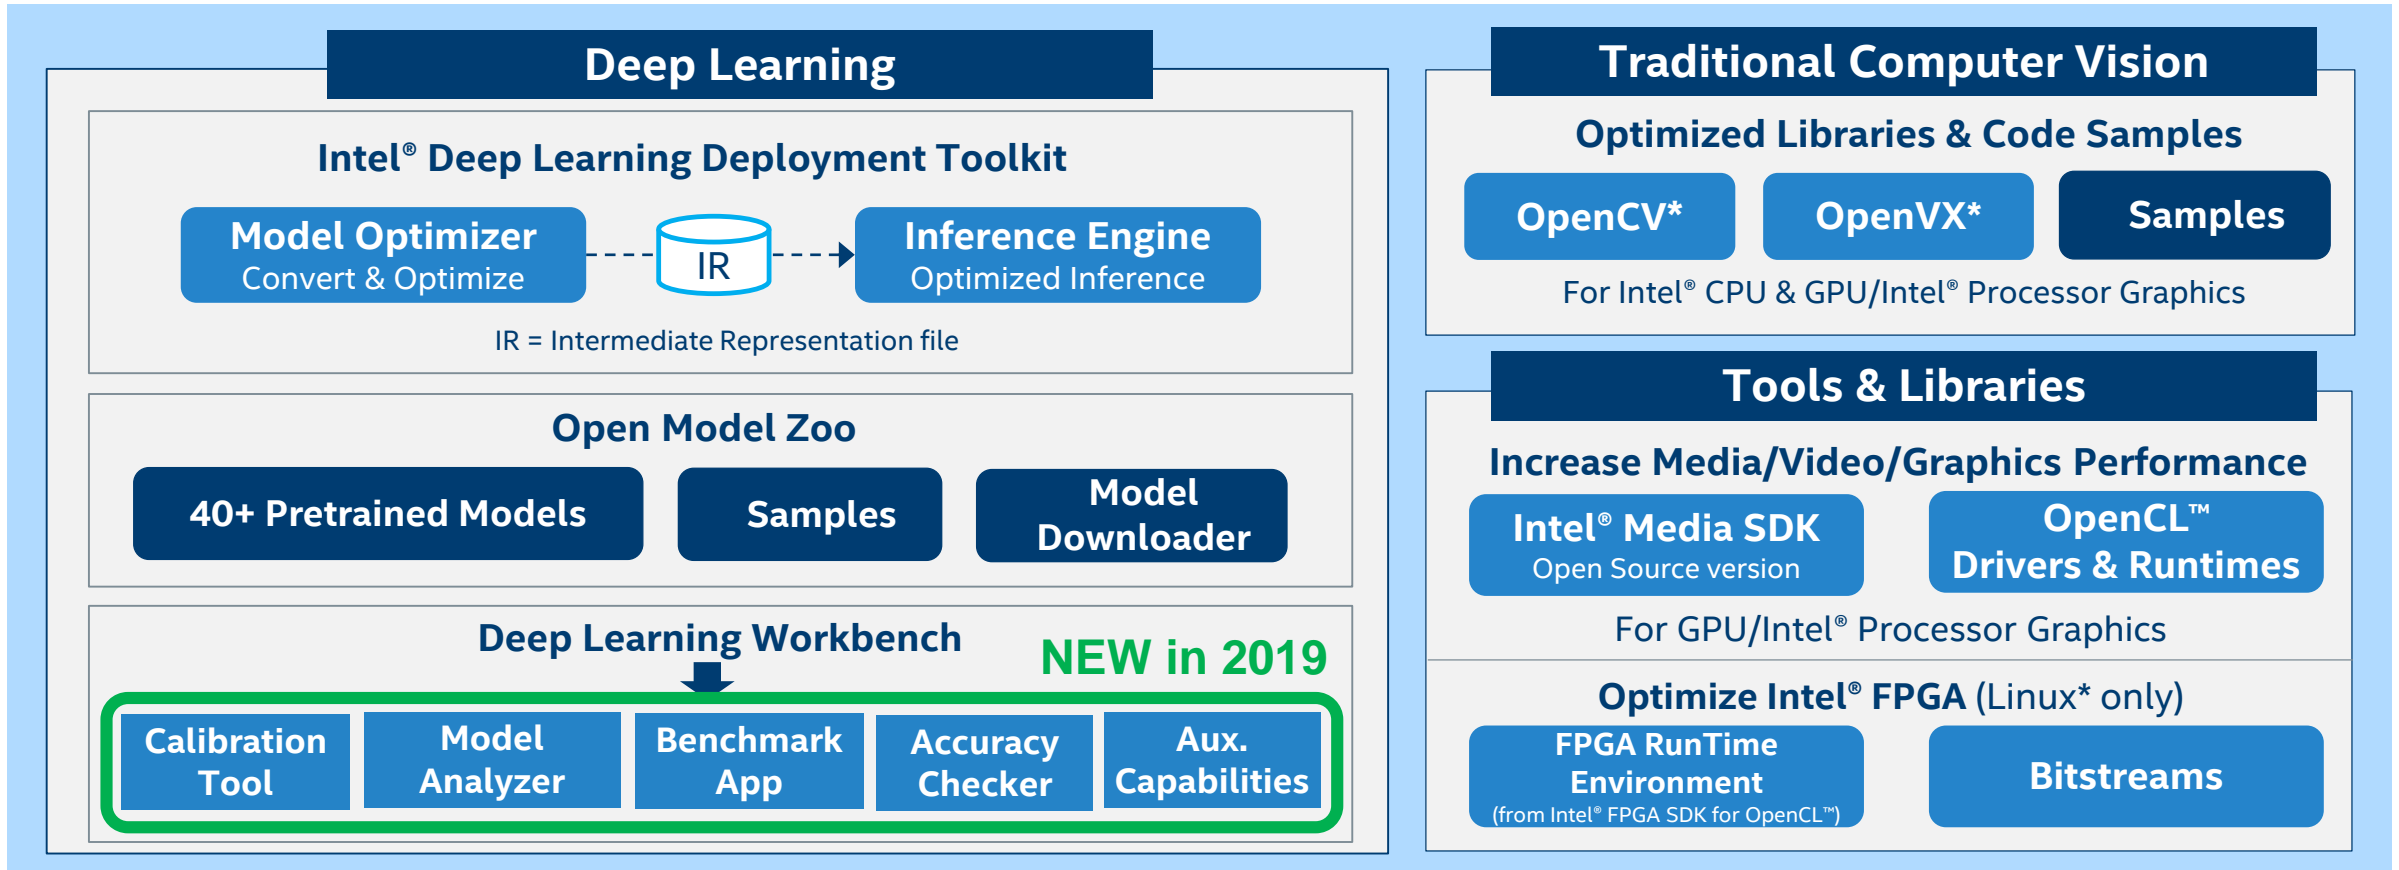 Deep Learning
Intel® Deep Learning Deployment Toolkit
Model Optimizer
Convert & Optimize
IR
Inference Engine
Optimized Inference
IR = Intermediate Representation file
Open Model Zoo
40+ Pretrained Models
Samples
Model
Downloader
Deep Learning Workbench
NEW in 2019
Calibration
Tool
Model
Analyzer
Benchmark
App
Accuracy
Checker
Aux.
Capabilities
Traditional Computer Vision
Optimized Libraries & Code Samples
OpenCV*
OpenVX*
Samples
For Intel® CPU & GPU/Intel® Processor Graphics
Tools & Libraries
Increase Media/Video/Graphics Performance
Intel® Media SDK
Open Source version
OpenCL™
Drivers & Runtimes
For GPU/Intel® Processor Graphics
Optimize Intel® FPGA (Linux* only)
FPGA RunTime
Environment
(from Intel® FPGA SDK for OpenCL™)
Bitstreams